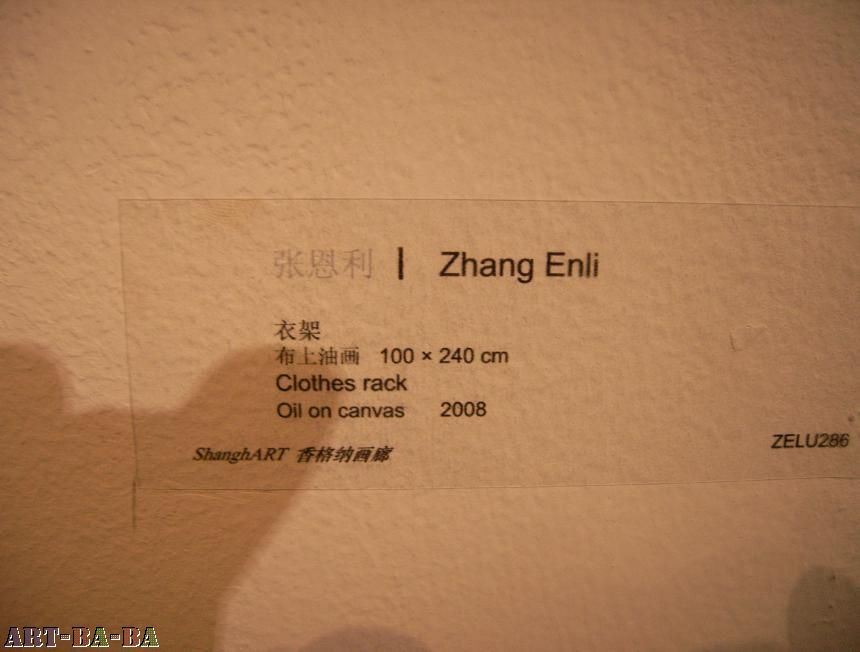 张恩利 | Zhang Enli
衣架
布上油画 100 × 240 cm
Clothes rack
Oil on canvas 2008
ShanghART 香格纳画廊
ZELU286
ART-BA-BA